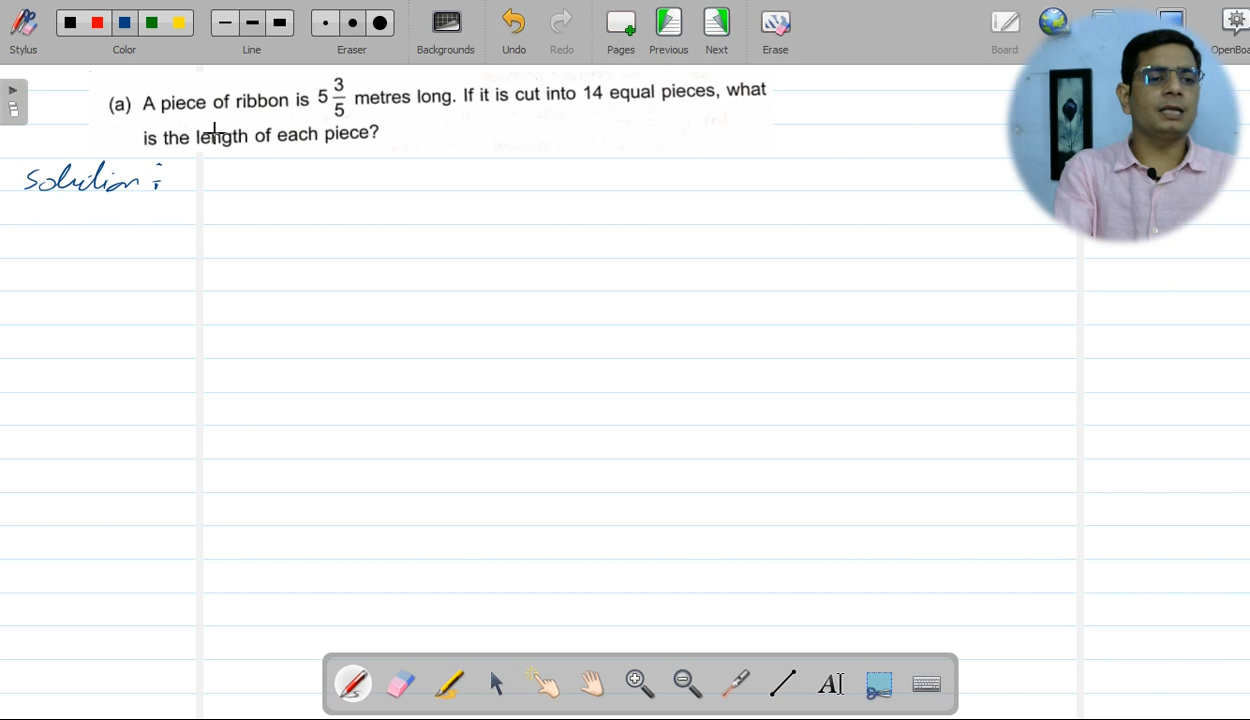 Stylus Color Line Eraser Backgrounds Undo Redo Pages Previous Next Erase Board OpenBoa
(a) A piece of ribbon is 5 3/5 metres long. If it is cut into 14 equal pieces, what
is the length of each piece?
Solution :